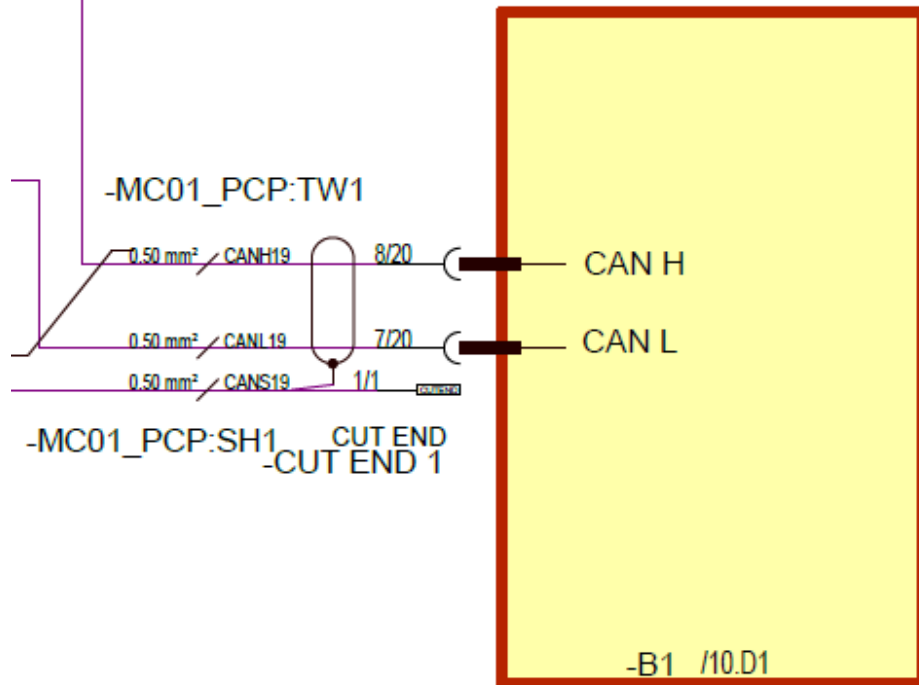 -MC01_PCP:TW1
0.50 mm² CANH19 8/20 CAN H
0.50 mm² CANL19 7/20 CAN L
0.50 mm² CANS19 1/1 CUTEND
-MC01_PCP:SH1 CUT END
-CUT END 1
-B1 /10.D1